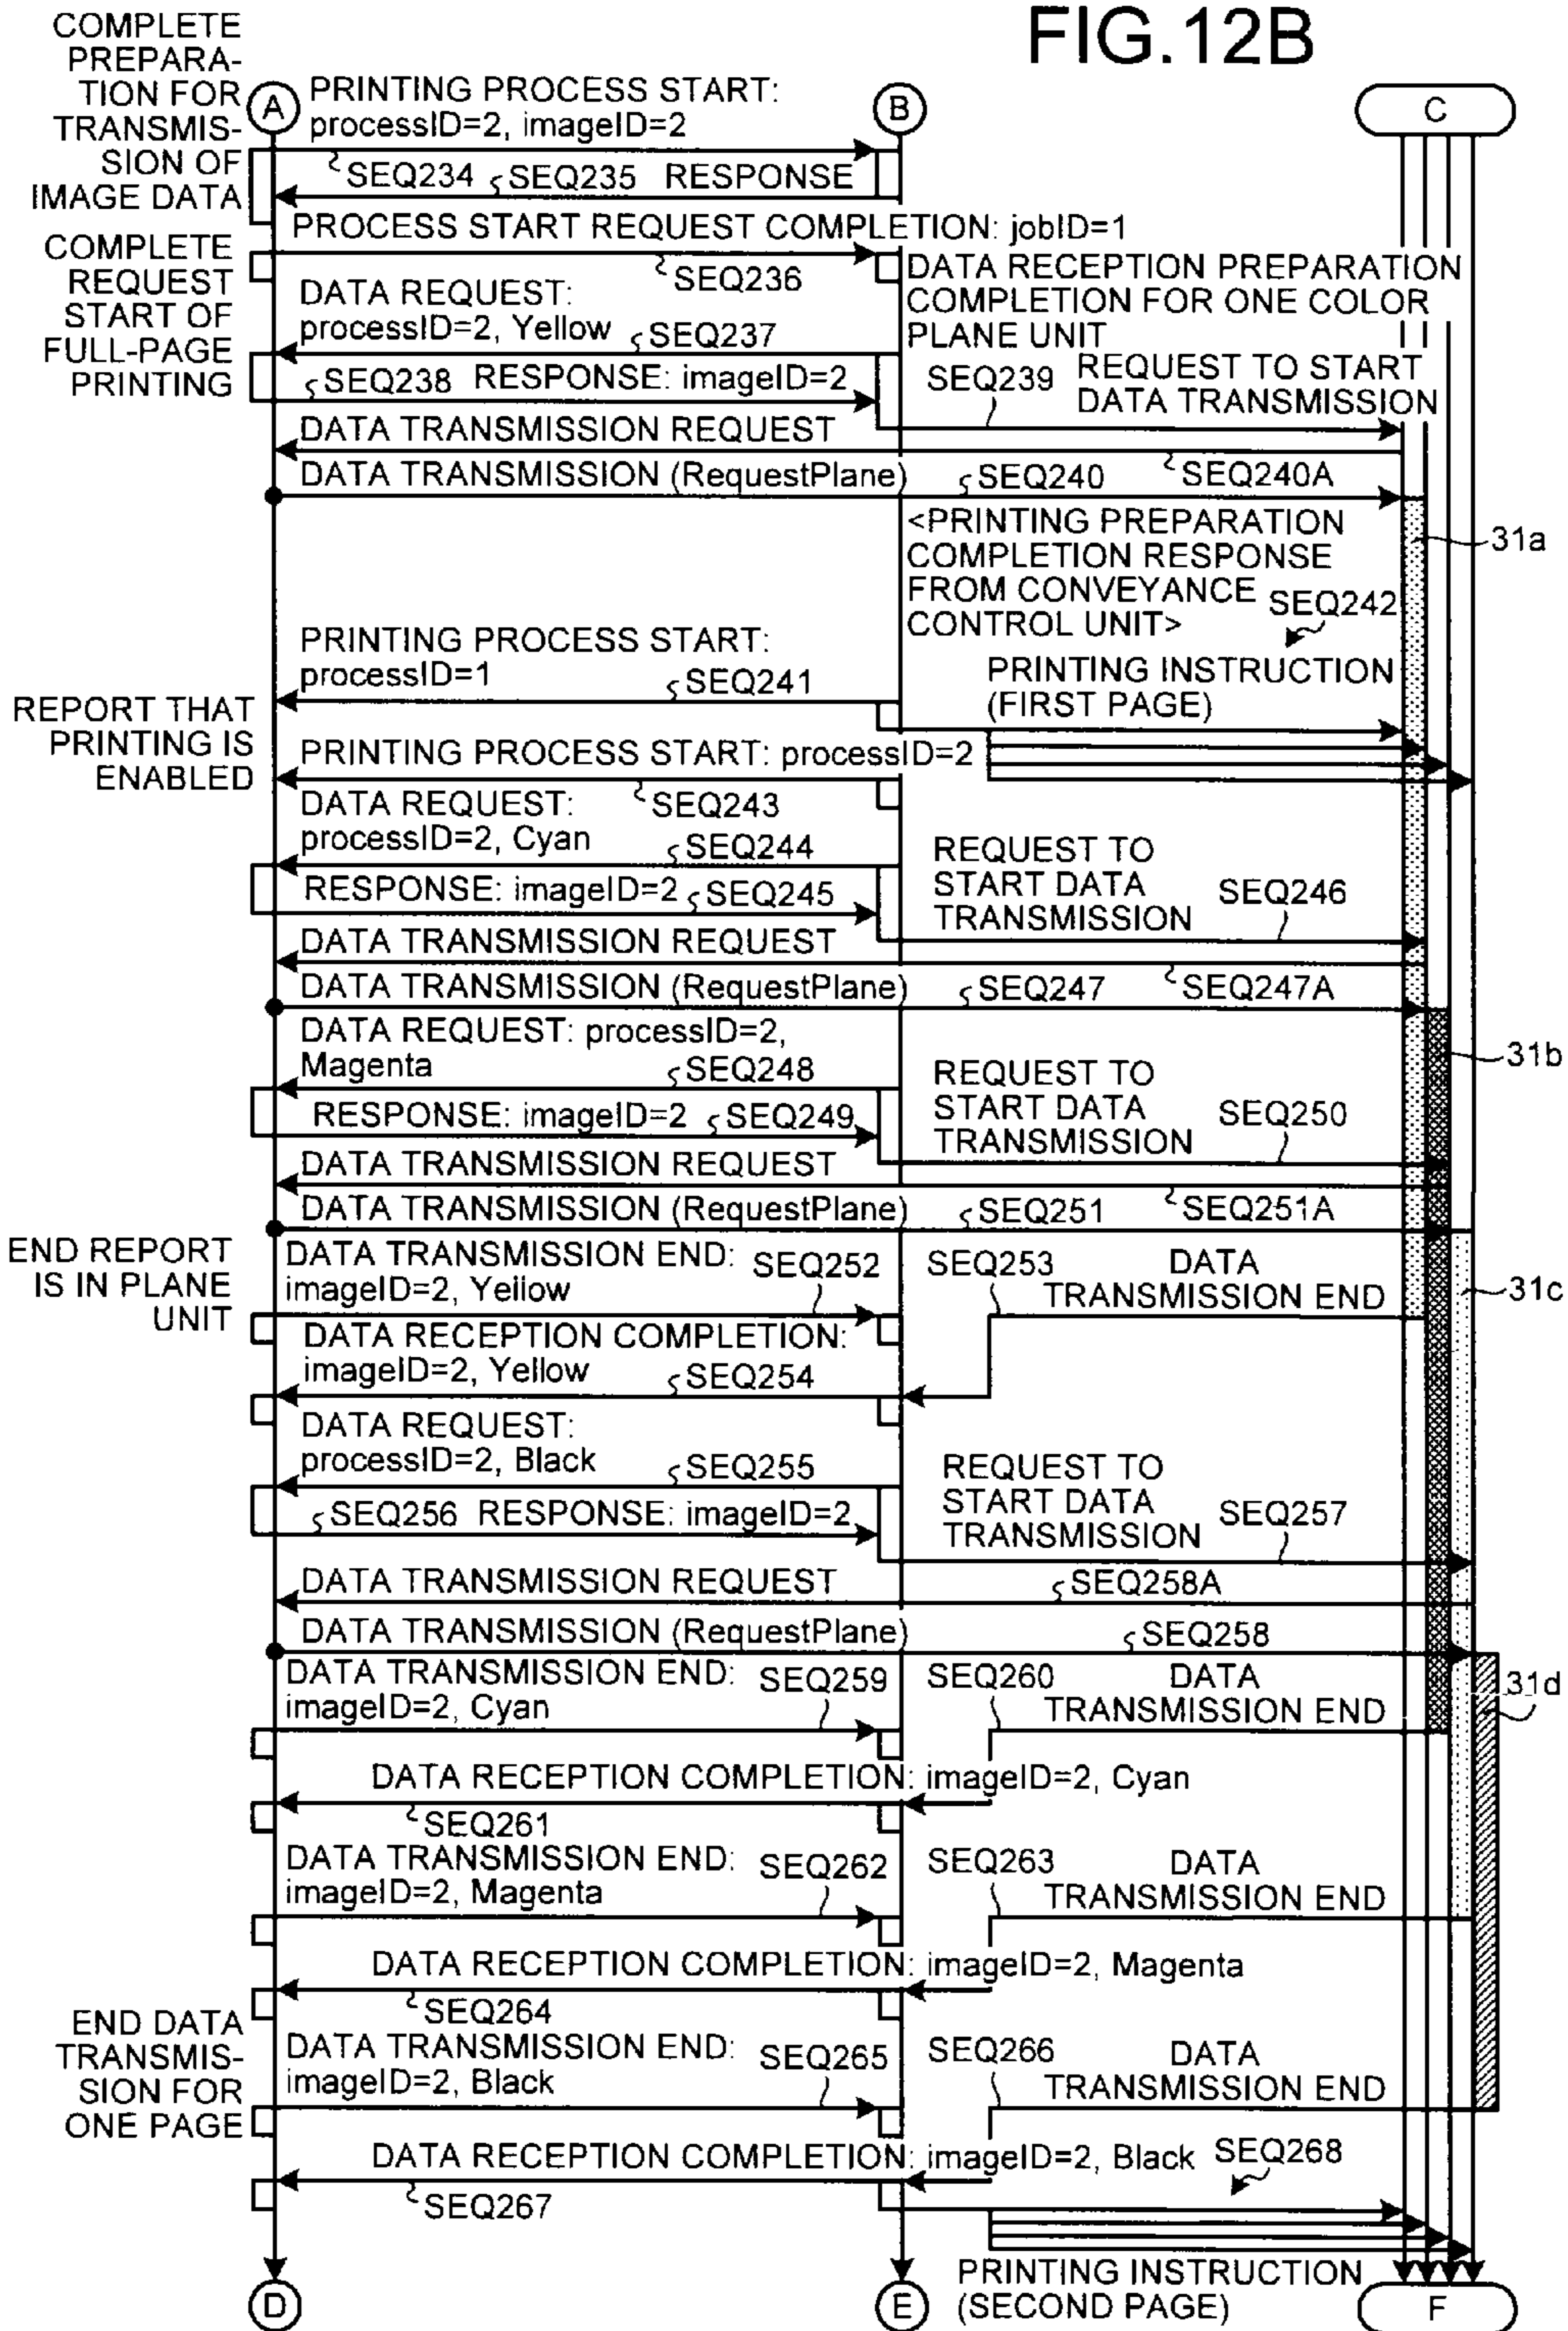 FIG.12B
COMPLETE
PREPARA-
TION FOR
TRANSMIS-
SION OF
IMAGE DATA
A
PRINTING PROCESS START:
processID=2, imageID=2
B
C
SEQ234
SEQ235
RESPONSE
PROCESS START REQUEST COMPLETION: jobID=1
COMPLETE
REQUEST
START OF
FULL-PAGE
PRINTING
SEQ236
DATA RECEPTION PREPARATION
COMPLETION FOR ONE COLOR
PLANE UNIT
DATA REQUEST:
processID=2, Yellow
SEQ237
SEQ238
RESPONSE: imageID=2
SEQ239
REQUEST TO START
DATA TRANSMISSION
DATA TRANSMISSION REQUEST
SEQ240A
DATA TRANSMISSION (RequestPlane)
SEQ240
<PRINTING PREPARATION
COMPLETION RESPONSE
FROM CONVEYANCE
CONTROL UNIT>
31a
SEQ242
PRINTING PROCESS START:
processID=1
SEQ241
PRINTING INSTRUCTION
(FIRST PAGE)
REPORT THAT
PRINTING IS
ENABLED
PRINTING PROCESS START: processID=2
SEQ243
DATA REQUEST:
processID=2, Cyan
SEQ244
RESPONSE: imageID=2
SEQ245
REQUEST TO
START DATA
TRANSMISSION
SEQ246
DATA TRANSMISSION REQUEST
SEQ247A
DATA TRANSMISSION (RequestPlane)
SEQ247
31b
DATA REQUEST: processID=2,
Magenta
SEQ248
RESPONSE: imageID=2
SEQ249
REQUEST TO
START DATA
TRANSMISSION
SEQ250
DATA TRANSMISSION REQUEST
SEQ251A
DATA TRANSMISSION (RequestPlane)
SEQ251
END REPORT
IS IN PLANE
UNIT
DATA TRANSMISSION END:
imageID=2, Yellow
SEQ252
SEQ253
DATA
TRANSMISSION END
31c
DATA RECEPTION COMPLETION:
imageID=2, Yellow
SEQ254
DATA REQUEST:
processID=2, Black
SEQ255
SEQ256
RESPONSE: imageID=2
REQUEST TO
START DATA
TRANSMISSION
SEQ257
DATA TRANSMISSION REQUEST
SEQ258A
DATA TRANSMISSION (RequestPlane)
SEQ258
DATA TRANSMISSION END:
imageID=2, Cyan
SEQ259
SEQ260
DATA
TRANSMISSION END
31d
DATA RECEPTION COMPLETION: imageID=2, Cyan
SEQ261
DATA TRANSMISSION END:
imageID=2, Magenta
SEQ262
SEQ263
DATA
TRANSMISSION END
DATA RECEPTION COMPLETION: imageID=2, Magenta
SEQ264
END DATA
TRANSMIS-
SION FOR
ONE PAGE
DATA TRANSMISSION END:
imageID=2, Black
SEQ265
SEQ266
DATA
TRANSMISSION END
DATA RECEPTION COMPLETION: imageID=2, Black
SEQ268
SEQ267
PRINTING INSTRUCTION
(SECOND PAGE)
D
E
F